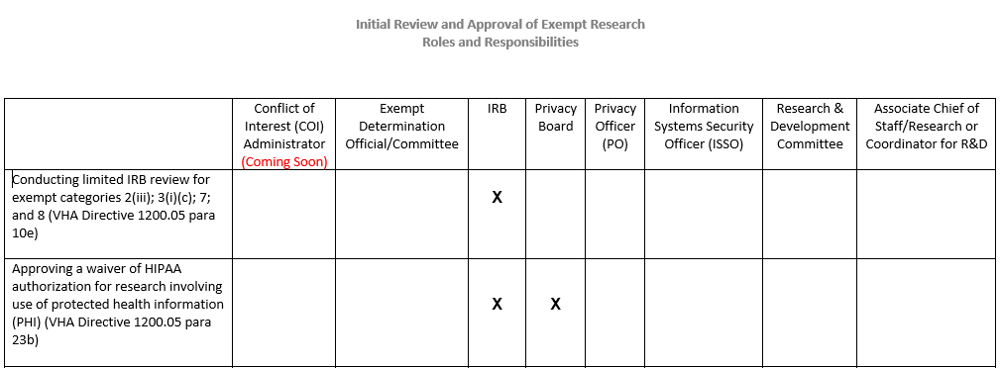 Initial Review and Approval of Exempt Research
Roles and Responsibilities
Conflict of
Interest (COI)
Administrator
(Coming Soon)
Exempt
Determination
Official/Committee
IRB
Privacy
Board
Privacy
Officer
(PO)
Information
Systems Security
Officer (ISSO)
Research &
Development
Committee
Associate Chief of
Staff/Research or
Coordinator for R&D
Conducting limited IRB review for
exempt categories 2(iii); 3(i)(c); 7;
and 8 (VHA Directive 1200.05 para
10e)
X
Approving a waiver of HIPAA
authorization for research involving
use of protected health information
(PHI) (VHA Directive 1200.05 para
23b)
X
X